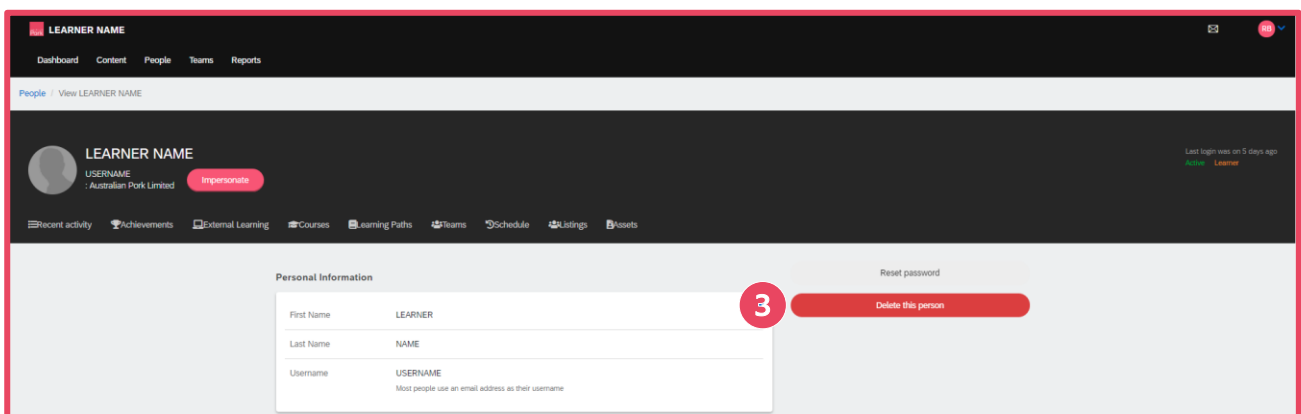 Pork LEARNER NAME
RB
Dashboard Content People Teams Reports
People / View LEARNER NAME
LEARNER NAME
USERNAME
: Australian Pork Limited
Impersonate
Last login was on 5 days ago
Active Learner
Recent activity Achievements External Learning Courses Learning Paths Teams Schedule Listings Assets
Personal Information
First Name LEARNER
Last Name NAME
Username USERNAME
Most people use an email address as their username
Reset password
3 Delete this person